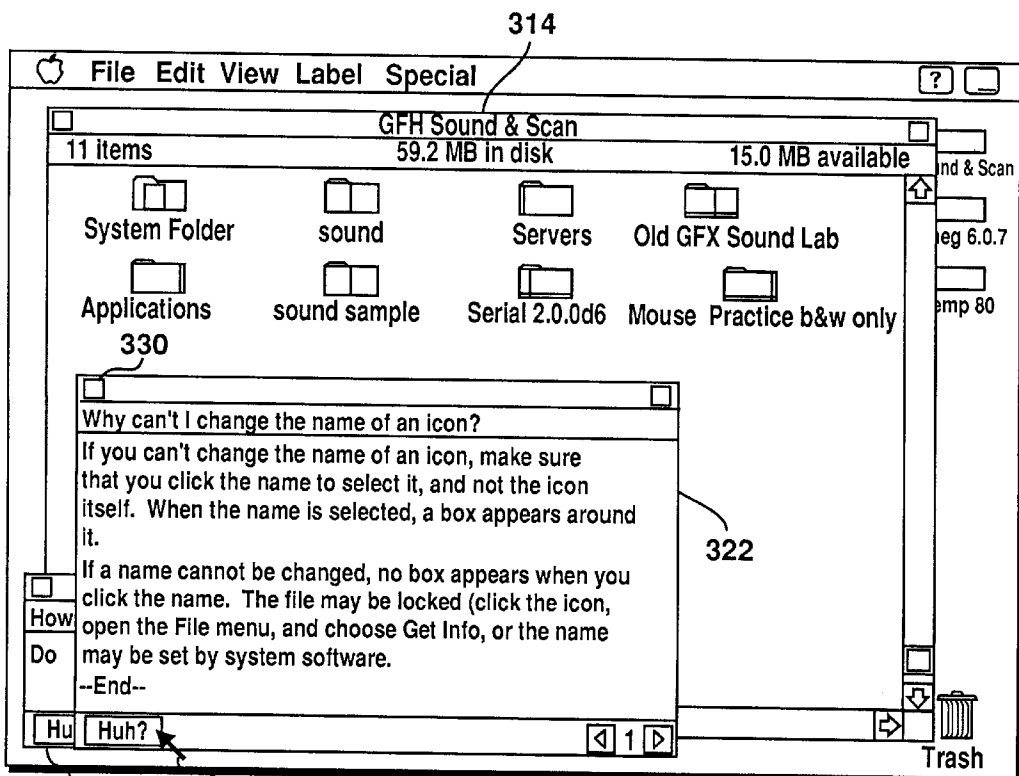 314
File Edit View Label Special ?
GFH Sound & Scan
11 items 59.2 MB in disk 15.0 MB available
und & Scan
System Folder sound Servers Old GFX Sound Lab
eg 6.0.7
Applications sound sample Serial 2.0.0d6 Mouse Practice b&w only
emp 80
330
Why can't I change the name of an icon?
If you can't change the name of an icon, make sure
that you click the name to select it, and not the icon
itself. When the name is selected, a box appears around
it.
322
If a name cannot be changed, no box appears when you
click the name. The file may be locked (click the icon,
How
open the File menu, and choose Get Info, or the name
Do
may be set by system software.
--End--
Hu
Huh?
1
Trash